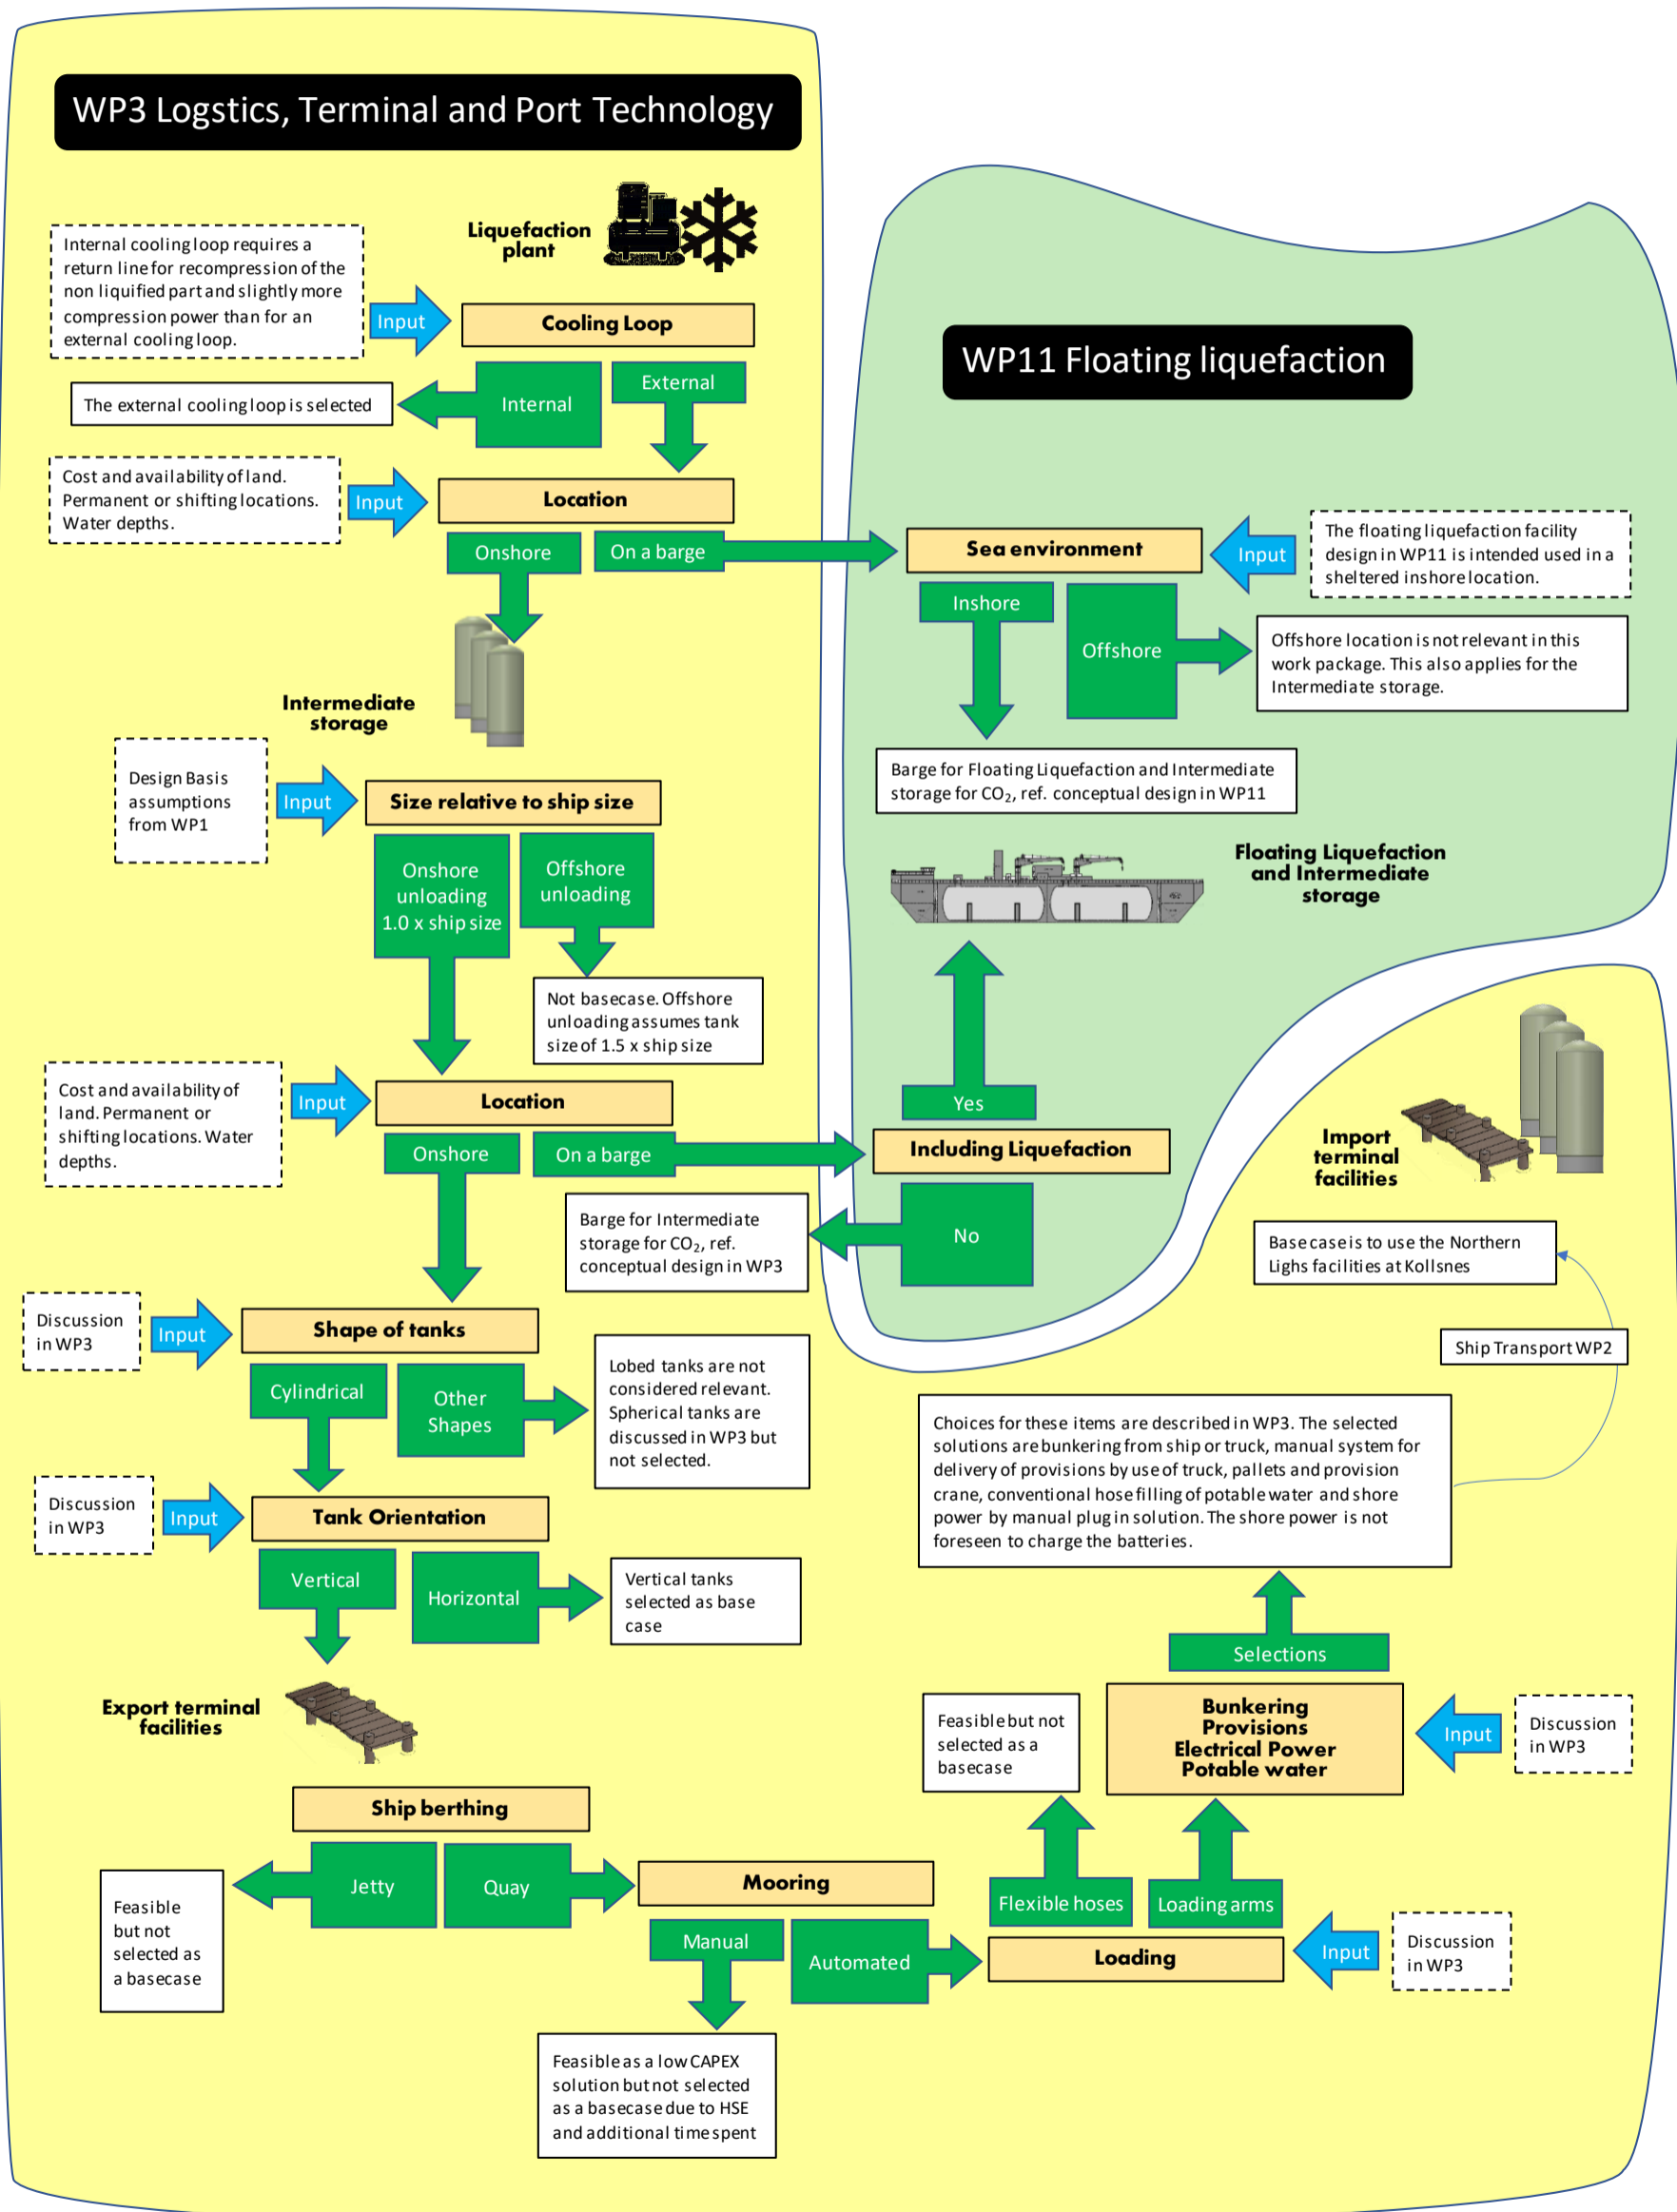 WP3 Logstics, Terminal and Port Technology
Liquefaction
plant
Internal cooling loop requires a
return line for recompression of the
non liquified part and slightly more
compression power than for an
external cooling loop.
Input
Cooling Loop
The external cooling loop is selected
Internal
External
Cost and availability of land.
Permanent or shifting locations.
Water depths.
Input
Location
Onshore
On a barge
WP11 Floating liquefaction
Sea environment
Input
The floating liquefaction facility
design in WP11 is intended used in a
sheltered inshore location.
Inshore
Offshore
Offshore location is not relevant in this
work package. This also applies for the
Intermediate storage.
Barge for Floating Liquefaction and Intermediate
storage for CO₂, ref. conceptual design in WP11
Floating Liquefaction
and Intermediate
storage
Intermediate
storage
Design Basis
assumptions
from WP1
Input
Size relative to ship size
Onshore
unloading
1.0 x ship size
Offshore
unloading
Not basecase. Offshore
unloading assumes tank
size of 1.5 x ship size
Cost and availability of
land. Permanent or
shifting locations. Water
depths.
Input
Location
Onshore
On a barge
Yes
Including Liquefaction
No
Barge for Intermediate
storage for CO₂, ref.
conceptual design in WP3
Discussion
in WP3
Input
Shape of tanks
Cylindrical
Other
Shapes
Lobed tanks are not
considered relevant.
Spherical tanks are
discussed in WP3 but
not selected.
Discussion
in WP3
Input
Tank Orientation
Vertical
Horizontal
Vertical tanks
selected as base
case
Export terminal
facilities
Ship berthing
Jetty
Quay
Feasible
but not
selected as
a basecase
Mooring
Manual
Automated
Feasible as a low CAPEX
solution but not selected
as a basecase due to HSE
and additional time spent
Loading
Input
Discussion
in WP3
Flexible hoses
Loading arms
Feasible but not
selected as a
basecase
Bunkering
Provisions
Electrical Power
Potable water
Input
Discussion
in WP3
Selections
Choices for these items are described in WP3. The selected
solutions are bunkering from ship or truck, manual system for
delivery of provisions by use of truck, pallets and provision
crane, conventional hose filling of potable water and shore
power by manual plug in solution. The shore power is not
foreseen to charge the batteries.
Ship Transport WP2
Base case is to use the Northern
Lighs facilities at Kollsnes
Import
terminal
facilities